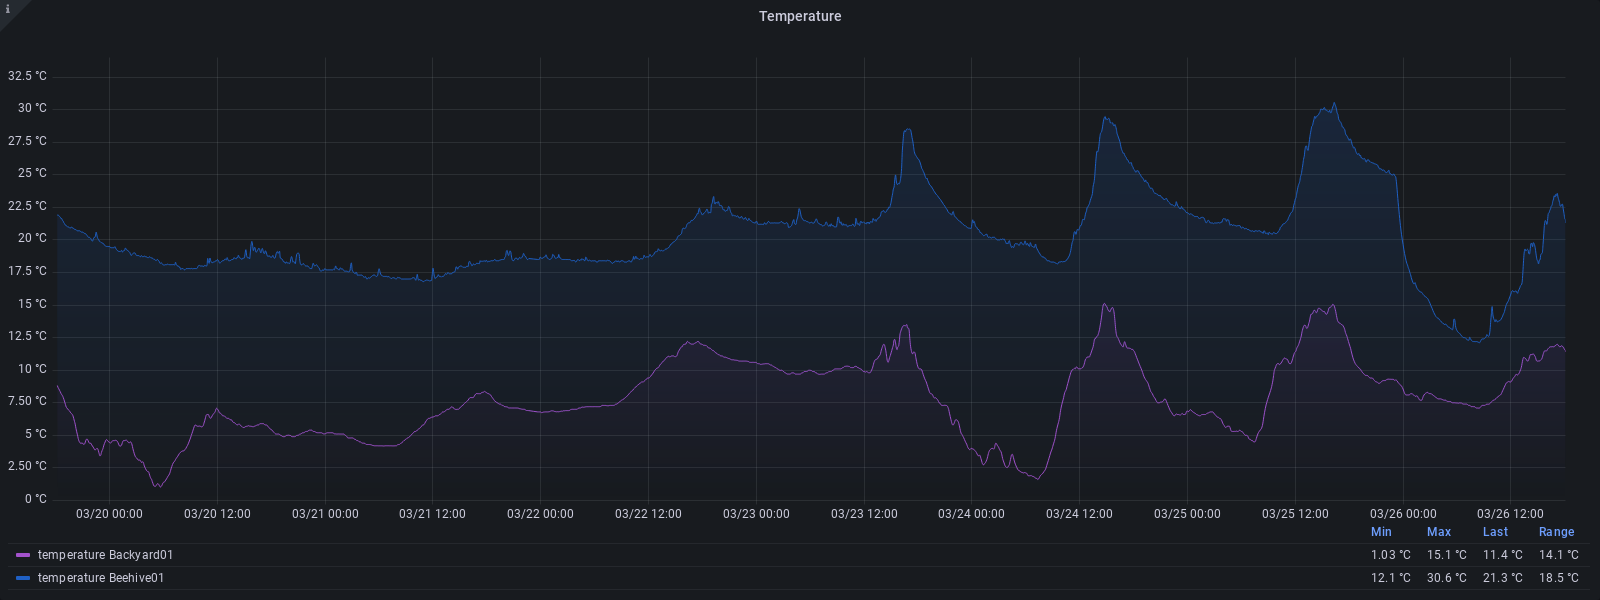 i
Temperature
32.5 °C
30 °C
27.5 °C
25 °C
22.5 °C
20 °C
17.5 °C
15 °C
12.5 °C
10 °C
7.50 °C
5 °C
2.50 °C
0 °C
03/20 00:00 03/20 12:00 03/21 00:00 03/21 12:00 03/22 00:00 03/22 12:00 03/23 00:00 03/23 12:00 03/24 00:00 03/24 12:00 03/25 00:00 03/25 12:00 03/26 00:00 03/26 12:00
Min Max Last Range
temperature Backyard01 1.03 °C 15.1 °C 11.4 °C 14.1 °C
temperature Beehive01 12.1 °C 30.6 °C 21.3 °C 18.5 °C